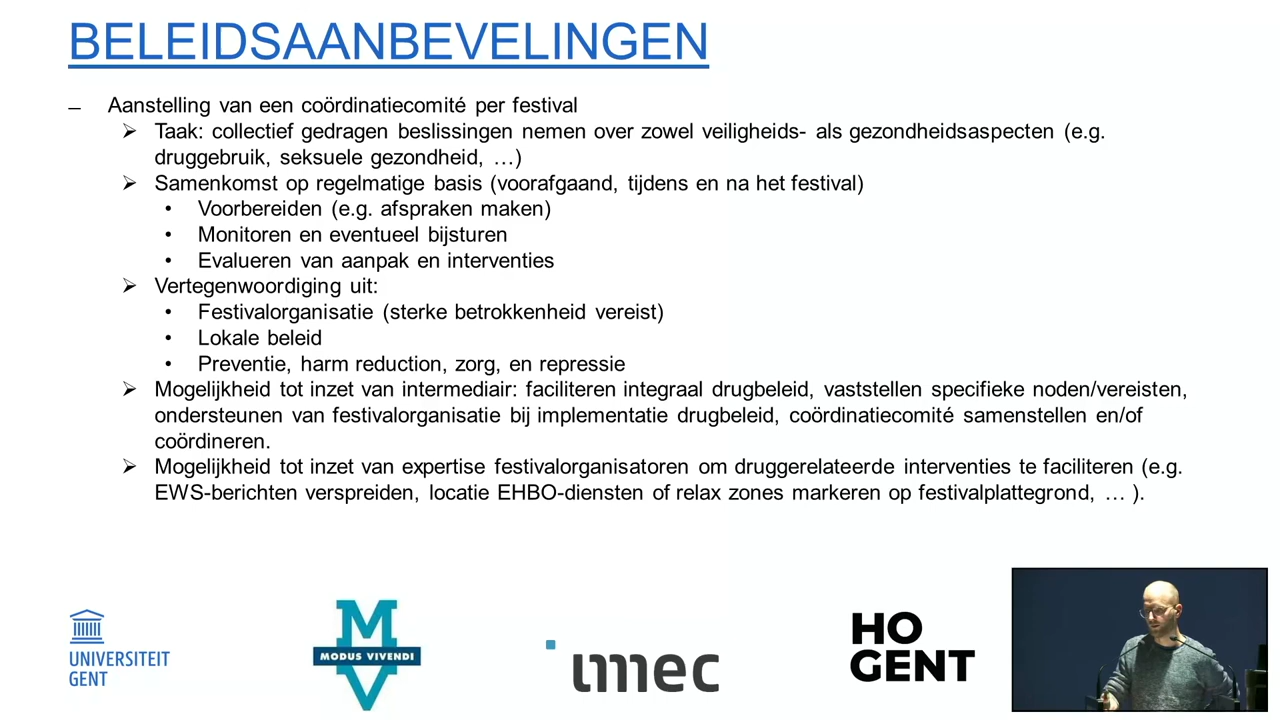 BELEIDSAANBEVELINGEN
– Aanstelling van een coördinatiecomité per festival
➢ Taak: collectief gedragen beslissingen nemen over zowel veiligheids- als gezondheidsaspecten (e.g.
druggebruik, seksuele gezondheid, …)
➢ Samenkomst op regelmatige basis (voorafgaand, tijdens en na het festival)
• Voorbereiden (e.g. afspraken maken)
• Monitoren en eventueel bijsturen
• Evalueren van aanpak en interventies
➢ Vertegenwoordiging uit:
• Festivalorganisatie (sterke betrokkenheid vereist)
• Lokale beleid
• Preventie, harm reduction, zorg, en repressie
➢ Mogelijkheid tot inzet van intermediair: faciliteren integraal drugbeleid, vaststellen specifieke noden/vereisten,
ondersteunen van festivalorganisatie bij implementatie drugbeleid, coördinatiecomité samenstellen en/of
coördineren.
➢ Mogelijkheid tot inzet van expertise festivalorganisatoren om druggerelateerde interventies te faciliteren (e.g.
EWS-berichten verspreiden, locatie EHBO-diensten of relax zones markeren op festivalplattegrond, … ).
UNIVERSITEIT
GENT
M
MODUS VIVENDI
V
imec
HO
GENT